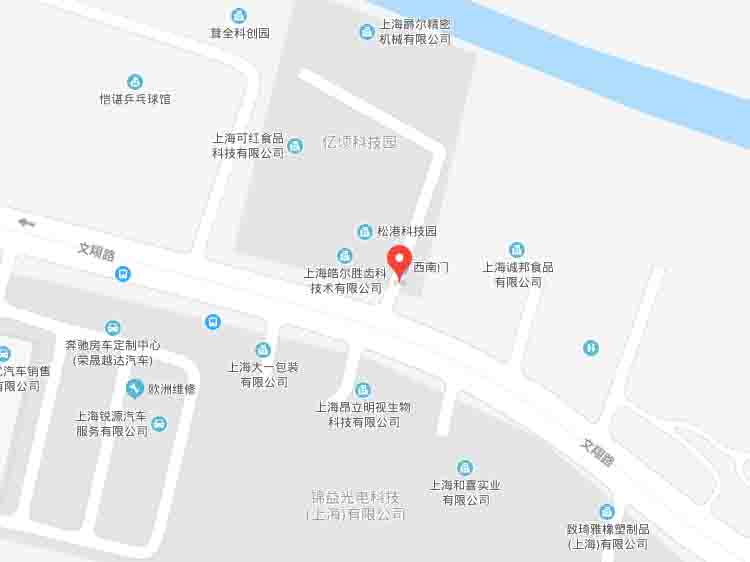 上海爵尔精密
机械有限公司
茸全科创园
恺谌乒乓球馆
上海可红食品
科技有限公司
亿颂科技园
松港科技园
文翔路
上海皓尔胜齿科
技术有限公司
西南门
上海诚邦食品
有限公司
奔驰房车定制中心
(荣晟越达汽车)
汽车销售
有限公司
欧洲维修
上海大一包装
有限公司
上海昂立明视生物
科技有限公司
上海锐源汽车
服务有限公司
文翔路
上海和嘉实业
有限公司
锦益光电科技
(上海)有限公司
致琦雅橡塑制品
(上海)有限公司